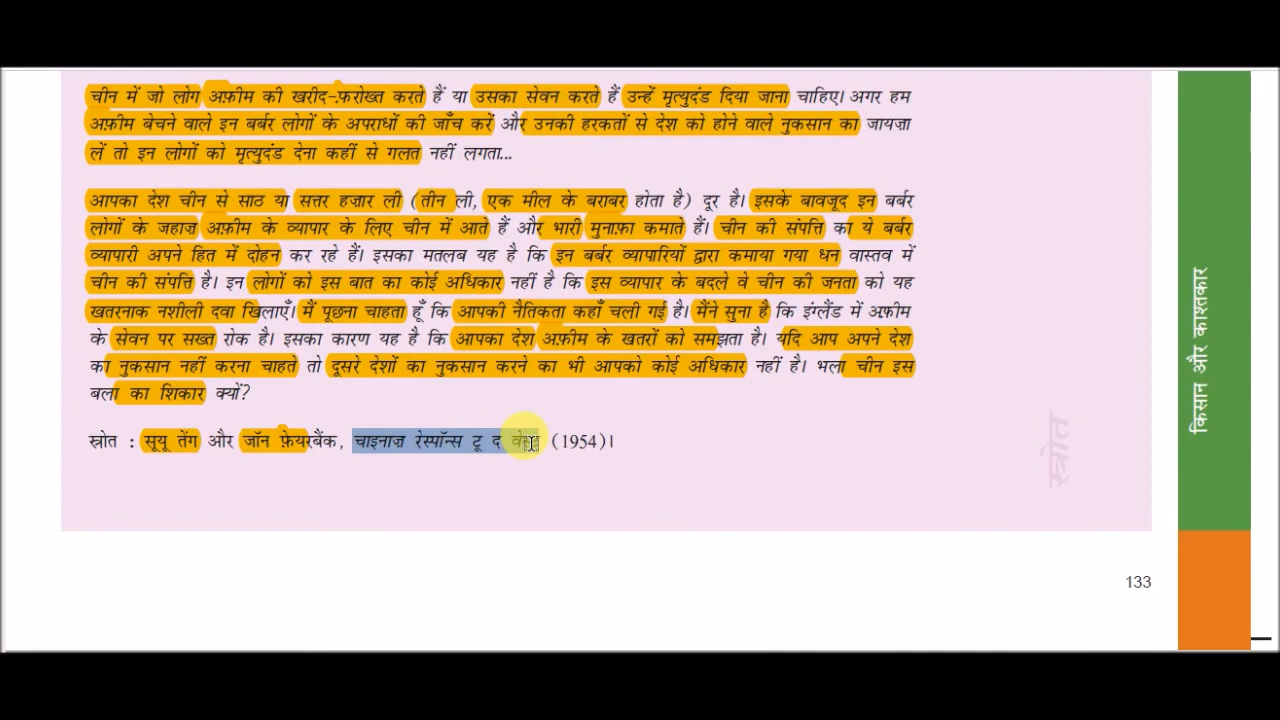 चीन में जो लोग अफ़ीम की खरीद-फ़रोख्त करते हैं या उसका सेवन करते हैं उन्हें मृत्युदंड दिया जाना चाहिए। अगर हम
अफ़ीम बेचने वाले इन बर्बर लोगों के अपराधों की जाँच करें और उनकी हरकतों से देश को होने वाले नुकसान का जायज़ा
लें तो इन लोगों को मृत्युदंड देना कहीं से गलत नहीं लगता...
आपका देश चीन से साठ या सत्तर हजार ली (तीन ली, एक मील के बराबर होता है) दूर है। इसके बावजूद इन बर्बर
लोगों के जहाज़ अफ़ीम के व्यापार के लिए चीन में आते हैं और भारी मुनाफ़ा कमाते हैं। चीन की संपत्ति का ये बर्बर
व्यापारी अपने हित में दोहन कर रहे हैं। इसका मतलब यह है कि इन बर्बर व्यापारियों द्वारा कमाया गया धन वास्तव में
चीन की संपत्ति है। इन लोगों को इस बात का कोई अधिकार नहीं है कि इस व्यापार के बदले वे चीन की जनता को यह
खतरनाक नशीली दवा खिलाएँ। मैं पूछना चाहता हूँ कि आपकी नैतिकता कहाँ चली गई है। मैंने सुना है कि इंग्लैंड में अफ़ीम
के सेवन पर सख्त रोक है। इसका कारण यह है कि आपका देश अफ़ीम के खतरों को समझता है। यदि आप अपने देश
का नुकसान नहीं करना चाहते तो दूसरे देशों का नुकसान करने का भी आपको कोई अधिकार नहीं है। भला चीन इस
बला का शिकार क्यों?
स्त्रोत : सूयू तेंग और जॉन फ़ेयरबैंक, चाइनाज़ रेस्पॉन्स टू द (1954)।
स्त्रोत
किसान और काश्तकार
133